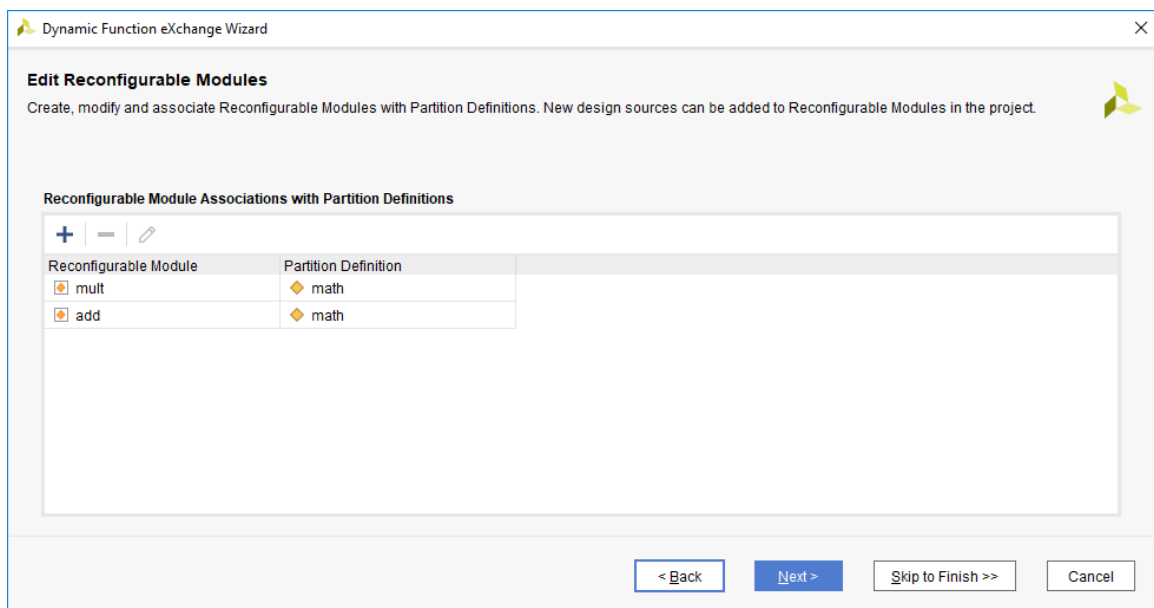 Dynamic Function eXchange Wizard
Edit Reconfigurable Modules
Create, modify and associate Reconfigurable Modules with Partition Definitions. New design sources can be added to Reconfigurable Modules in the project.
Reconfigurable Module Associations with Partition Definitions
Reconfigurable Module Partition Definition
mult math
add math
< Back Next > Skip to Finish >> Cancel